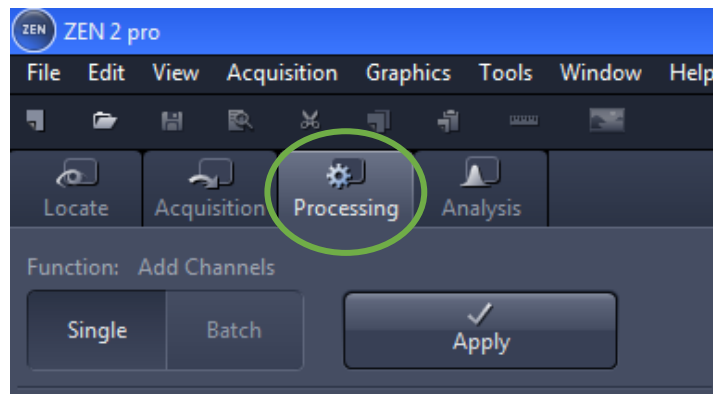 ZEN ZEN 2 pro
File Edit View Acquisition Graphics Tools Window Help
Locate Acquisition Processing Analysis
Function: Add Channels
Single Batch Apply